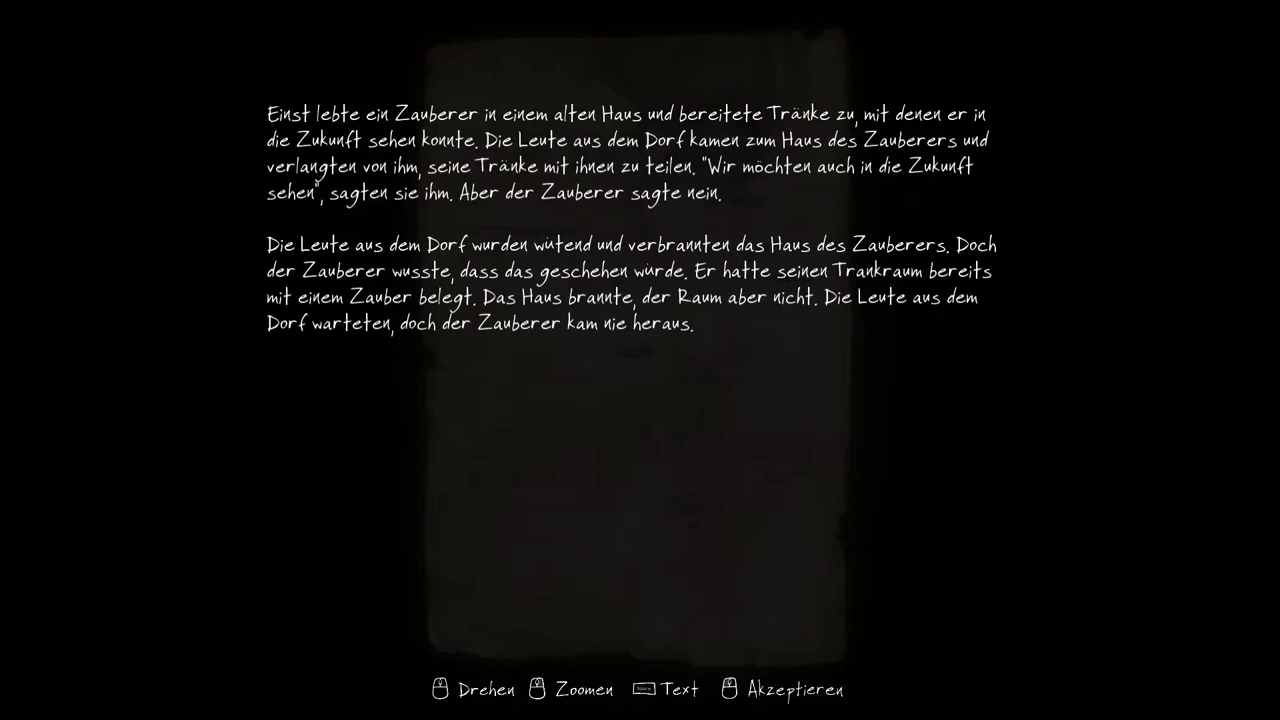 Einst lebte ein Zauberer in einem alten Haus und bereitete Tränke zu, mit denen er in
die Zukunft sehen konnte. Die Leute aus dem Dorf kamen zum Haus des Zauberers und
verlangten von ihm, seine Tränke mit ihnen zu teilen. "Wir möchten auch in die Zukunft
sehen", sagten sie ihm. Aber der Zauberer sagte nein.
Die Leute aus dem Dorf wurden wütend und verbrannten das Haus des Zauberers. Doch
der Zauberer wusste, dass das geschehen würde. Er hatte seinen Trankraum bereits
mit einem Zauber belegt. Das Haus brannte, der Raum aber nicht. Die Leute aus dem
Dorf warteten, doch der Zauberer kam nie heraus.
Drehen Zoomen Text Akzeptieren